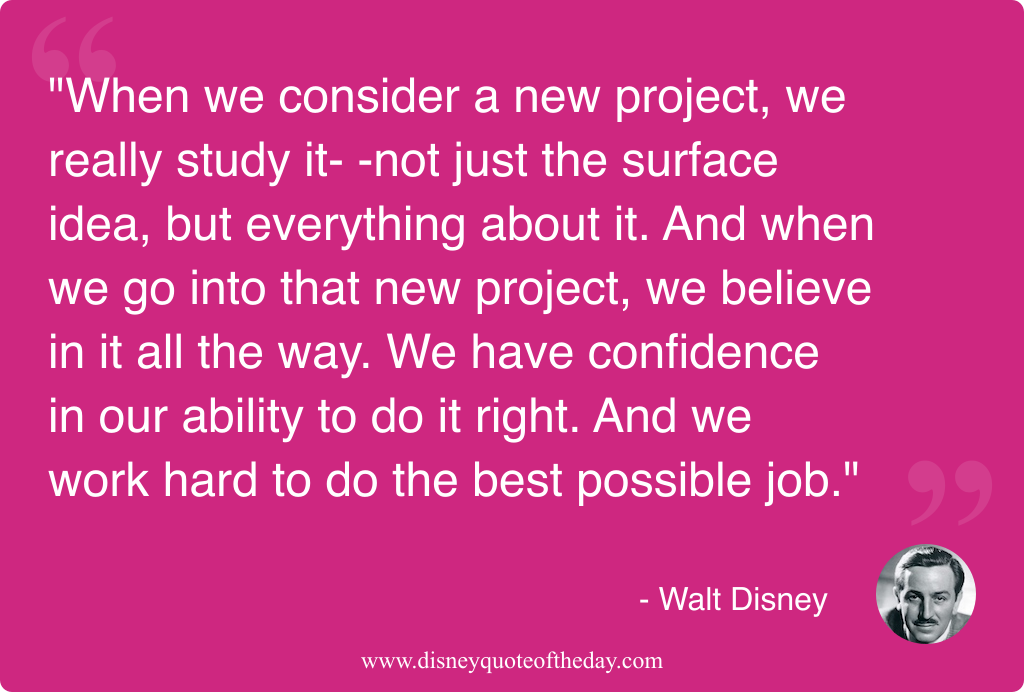 "When we consider a new project, we
really study it- -not just the surface
idea, but everything about it. And when
we go into that new project, we believe
in it all the way. We have confidence
in our ability to do it right. And we
work hard to do the best possible job."
- Walt Disney
www.disneyquoteoftheday.com